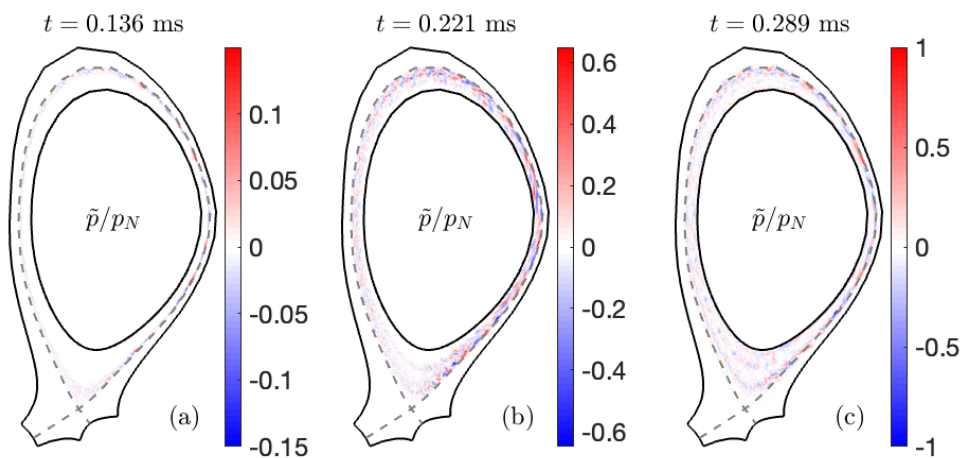 t = 0.136 ms
t = 0.221 ms
t = 0.289 ms
0.1
0.05
0
-0.05
-0.1
-0.15
p̃/p_N
(a)
0.6
0.4
0.2
0
-0.2
-0.4
-0.6
p̃/p_N
(b)
1
0.5
0
-0.5
-1
p̃/p_N
(c)